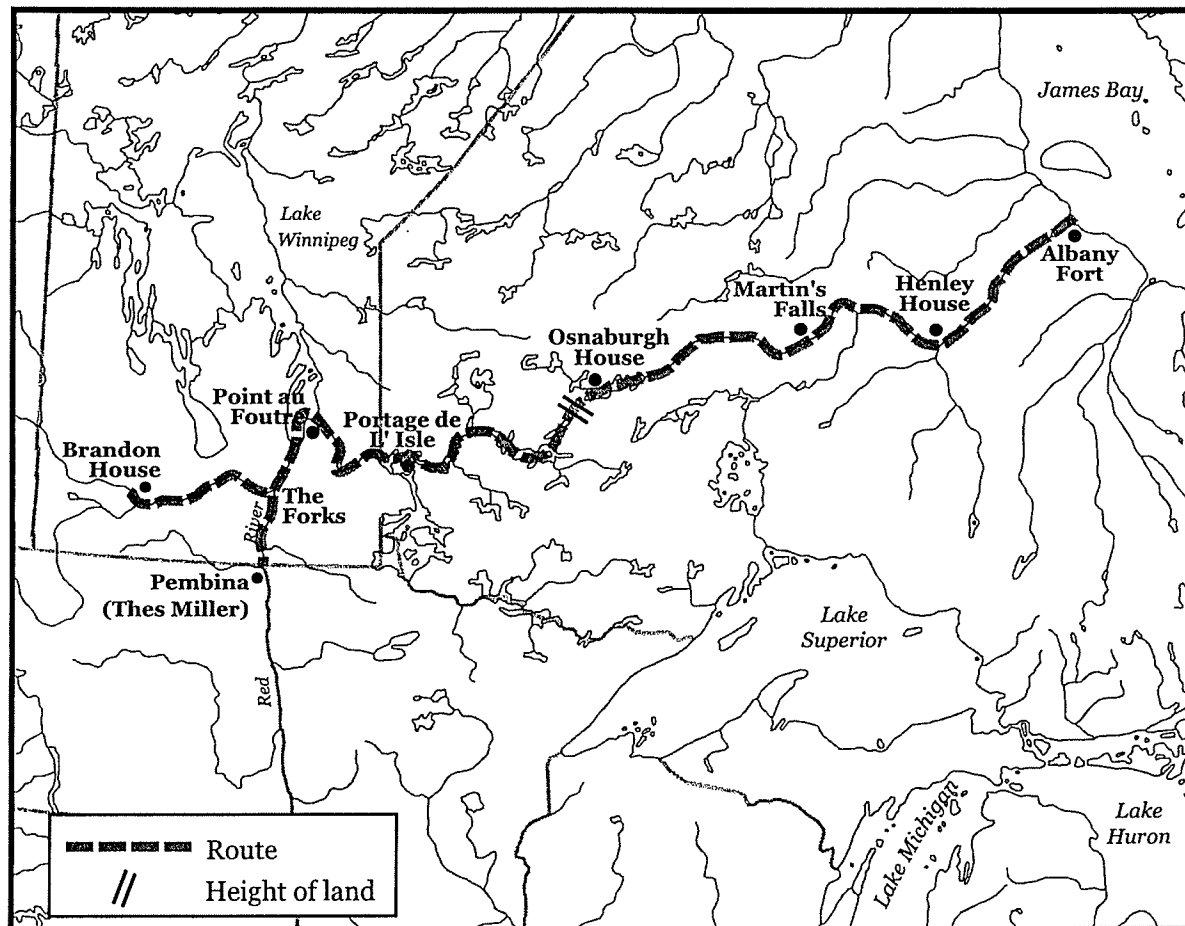 James Bay
Lake
Winnipeg
Albany
Fort
Henley
House
Martin's
Falls
Osnaburgh
House
Point au
Foutre
Portage de
L' Isle
Brandon
House
The
Forks
River
Pembina
(Thes Miller)
Red
Lake
Superior
Lake Michigan
Lake
Huron
Route
Height of land